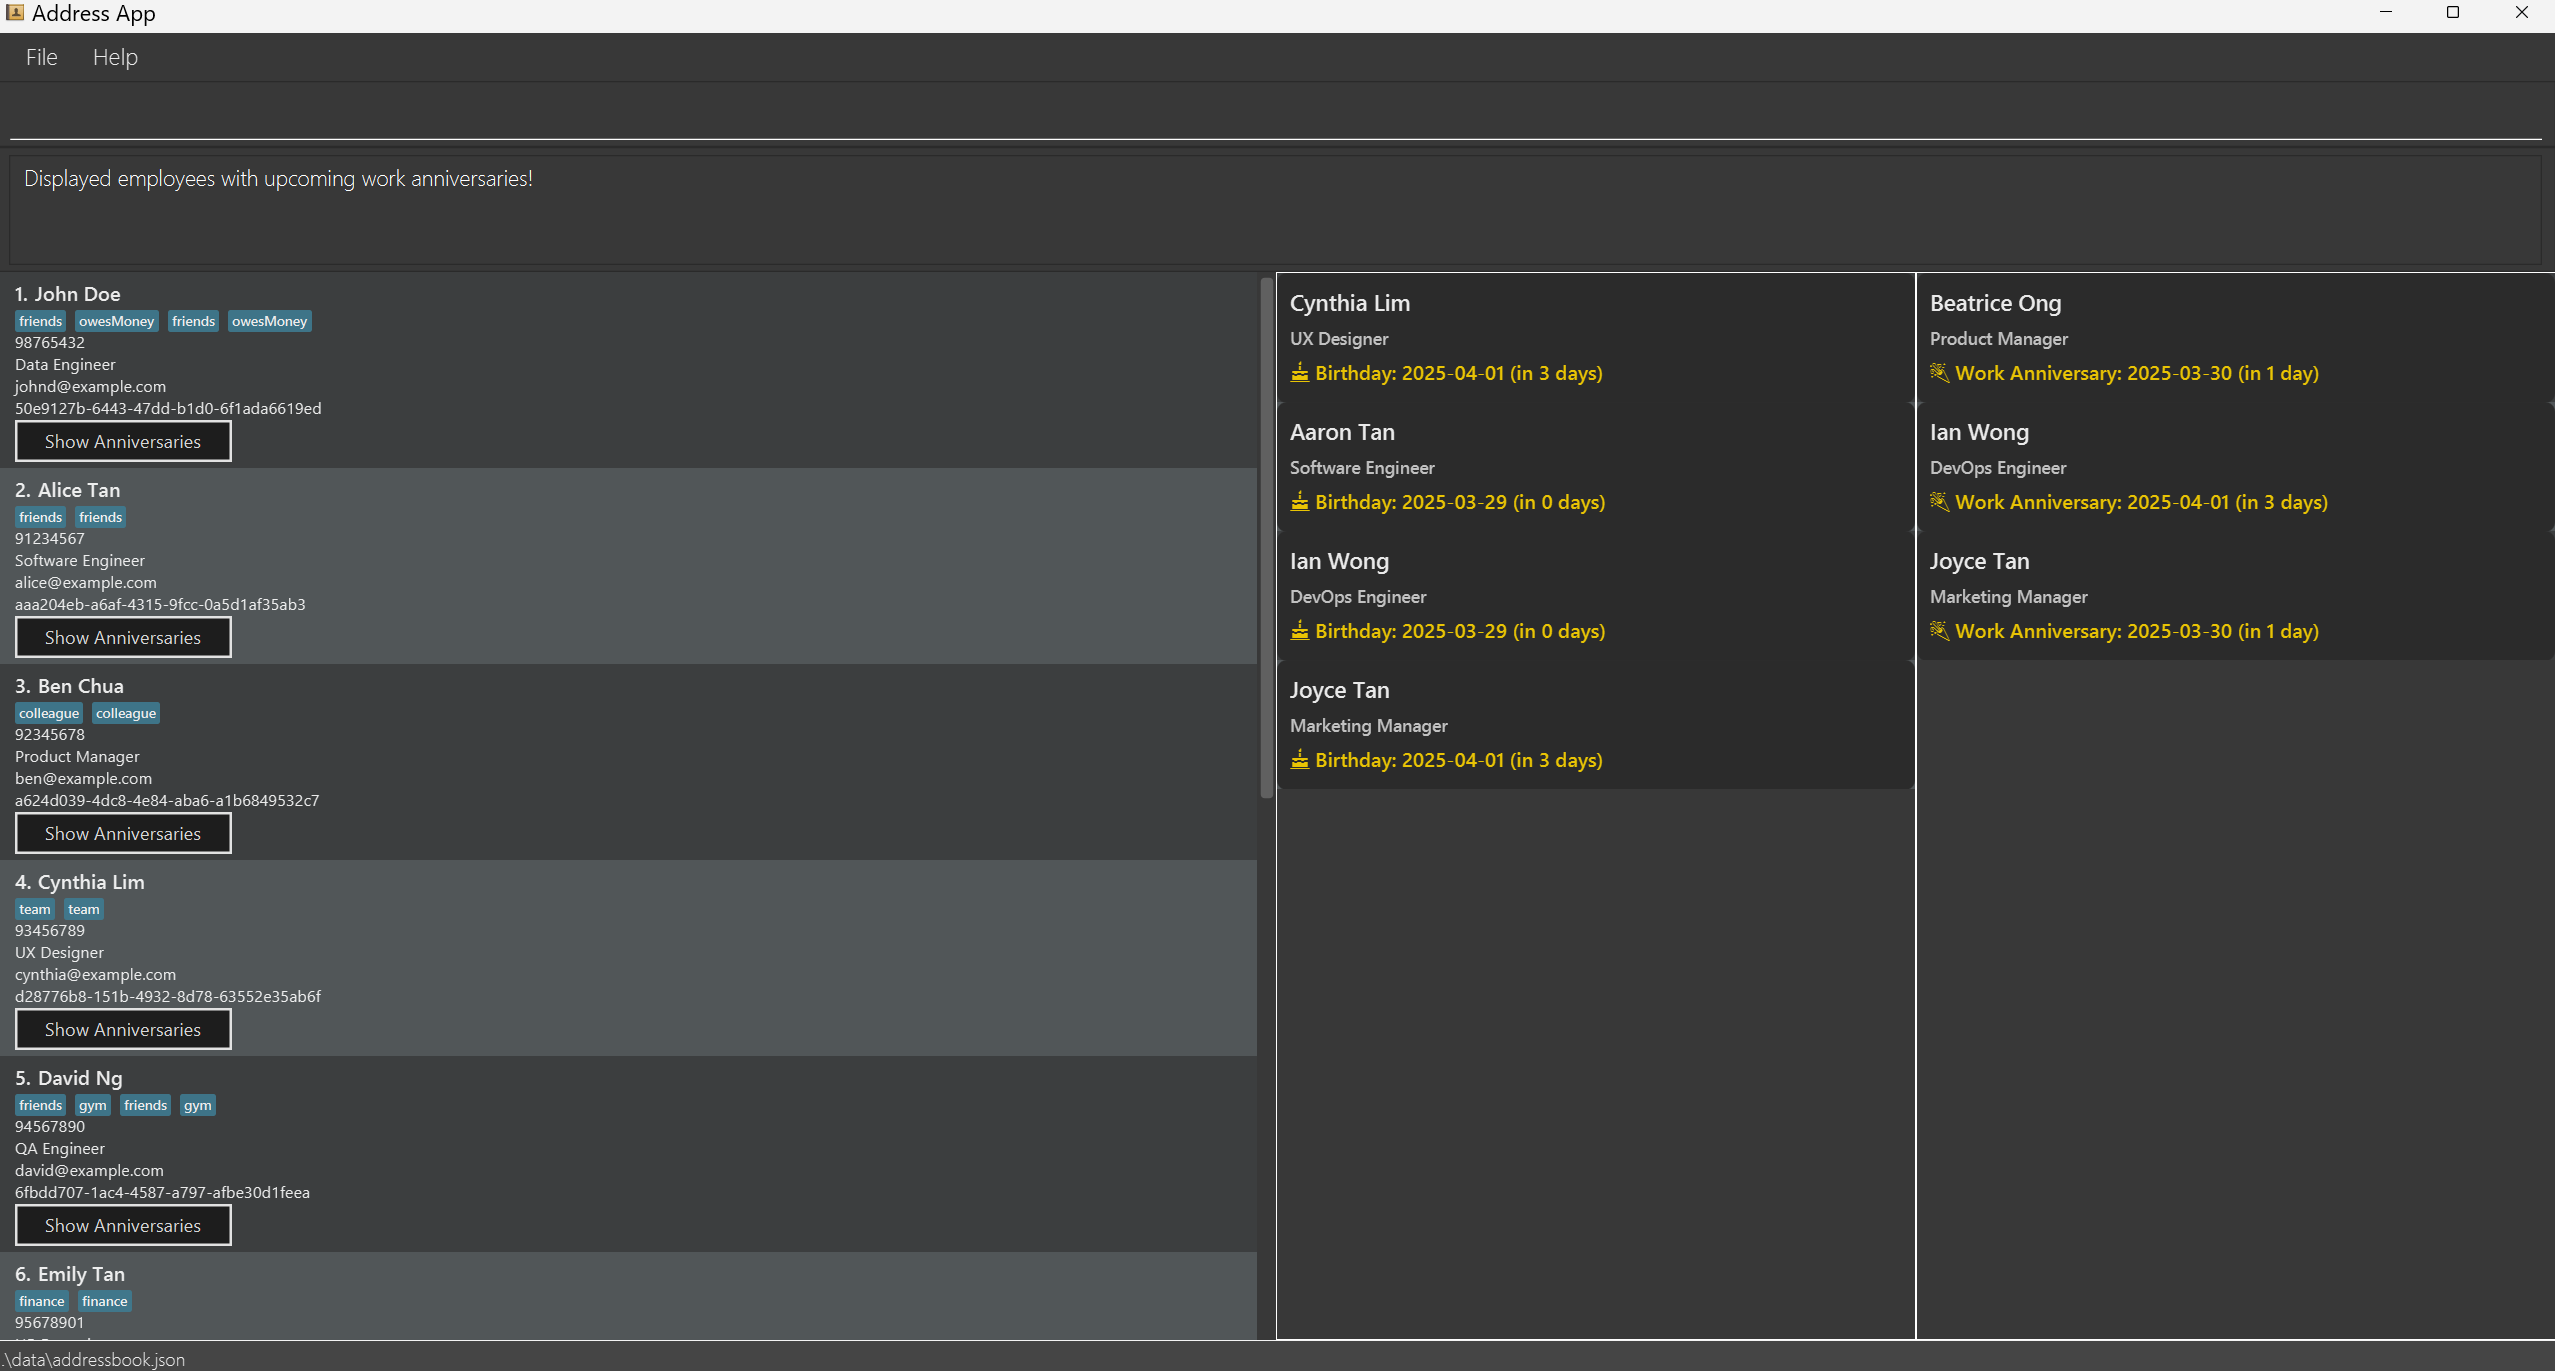 Address App
File Help
Displayed employees with upcoming work anniversaries!
1. John Doe
friends owesMoney friends owesMoney
98765432
Data Engineer
johnd@example.com
50e9127b-6443-47dd-b1d0-6f1ada6619ed
Show Anniversaries
2. Alice Tan
friends friends
91234567
Software Engineer
alice@example.com
aaa204eb-a6af-4315-9fcc-0a5d1af35ab3
Show Anniversaries
3. Ben Chua
colleague colleague
92345678
Product Manager
ben@example.com
a624d039-4dc8-4e84-aba6-a1b6849532c7
Show Anniversaries
4. Cynthia Lim
team team
93456789
UX Designer
cynthia@example.com
d28776b8-151b-4932-8d78-63552e35ab6f
Show Anniversaries
5. David Ng
friends gym friends gym
94567890
QA Engineer
david@example.com
6fbdd707-1ac4-4587-a797-afbe30d1feea
Show Anniversaries
6. Emily Tan
finance finance
95678901
Cynthia Lim
UX Designer
Birthday: 2025-04-01 (in 3 days)
Aaron Tan
Software Engineer
Birthday: 2025-03-29 (in 0 days)
Ian Wong
DevOps Engineer
Birthday: 2025-03-29 (in 0 days)
Joyce Tan
Marketing Manager
Birthday: 2025-04-01 (in 3 days)
Beatrice Ong
Product Manager
Work Anniversary: 2025-03-30 (in 1 day)
Ian Wong
DevOps Engineer
Work Anniversary: 2025-04-01 (in 3 days)
Joyce Tan
Marketing Manager
Work Anniversary: 2025-03-30 (in 1 day)
.\data\addressbook.json